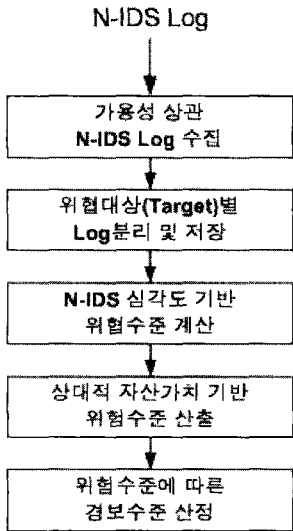 N-IDS Log
가용성 상관
N-IDS Log 수집
위협대상(Target)별
Log분리 및 저장
N-IDS 심각도 기반
위협수준 계산
상대적 자산가치 기반
위험수준 산출
위험수준에 따른
경보수준 산정